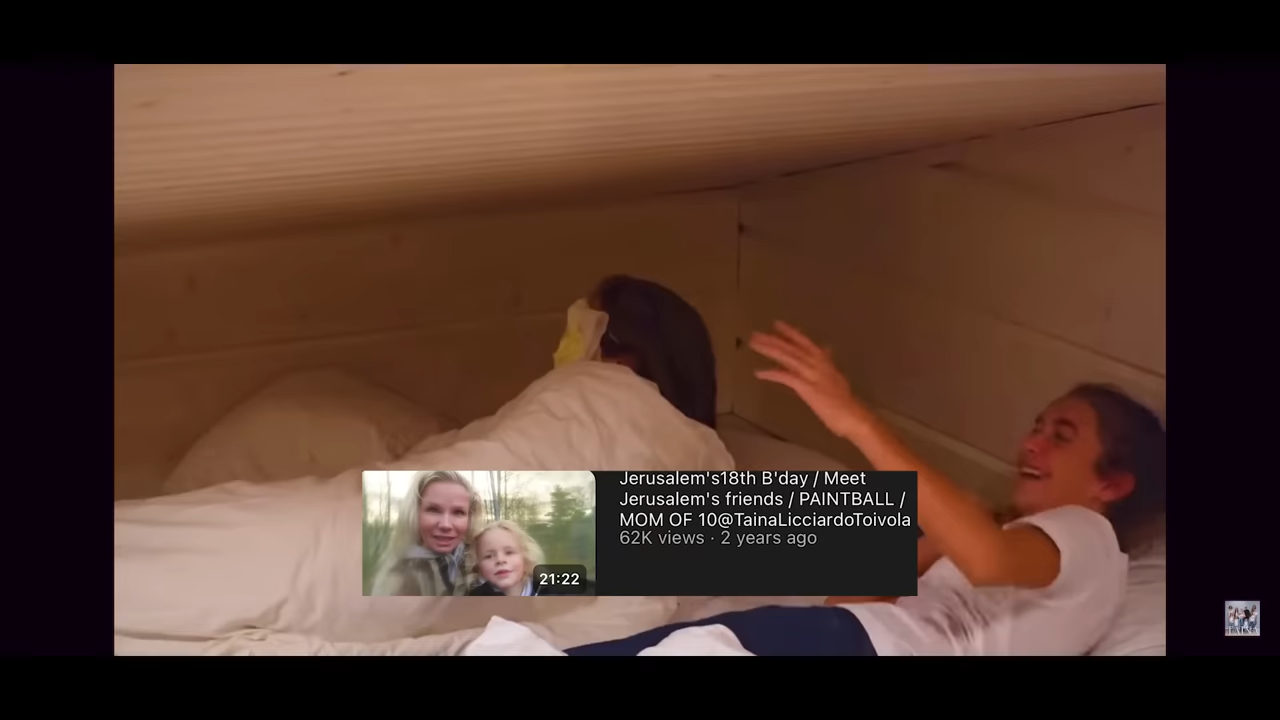 Jerusalem's18th B'day / Meet
Jerusalem's friends / PAINTBALL /
MOM OF 10@TainaLicciardoToivola
62K views · 2 years ago
21:22